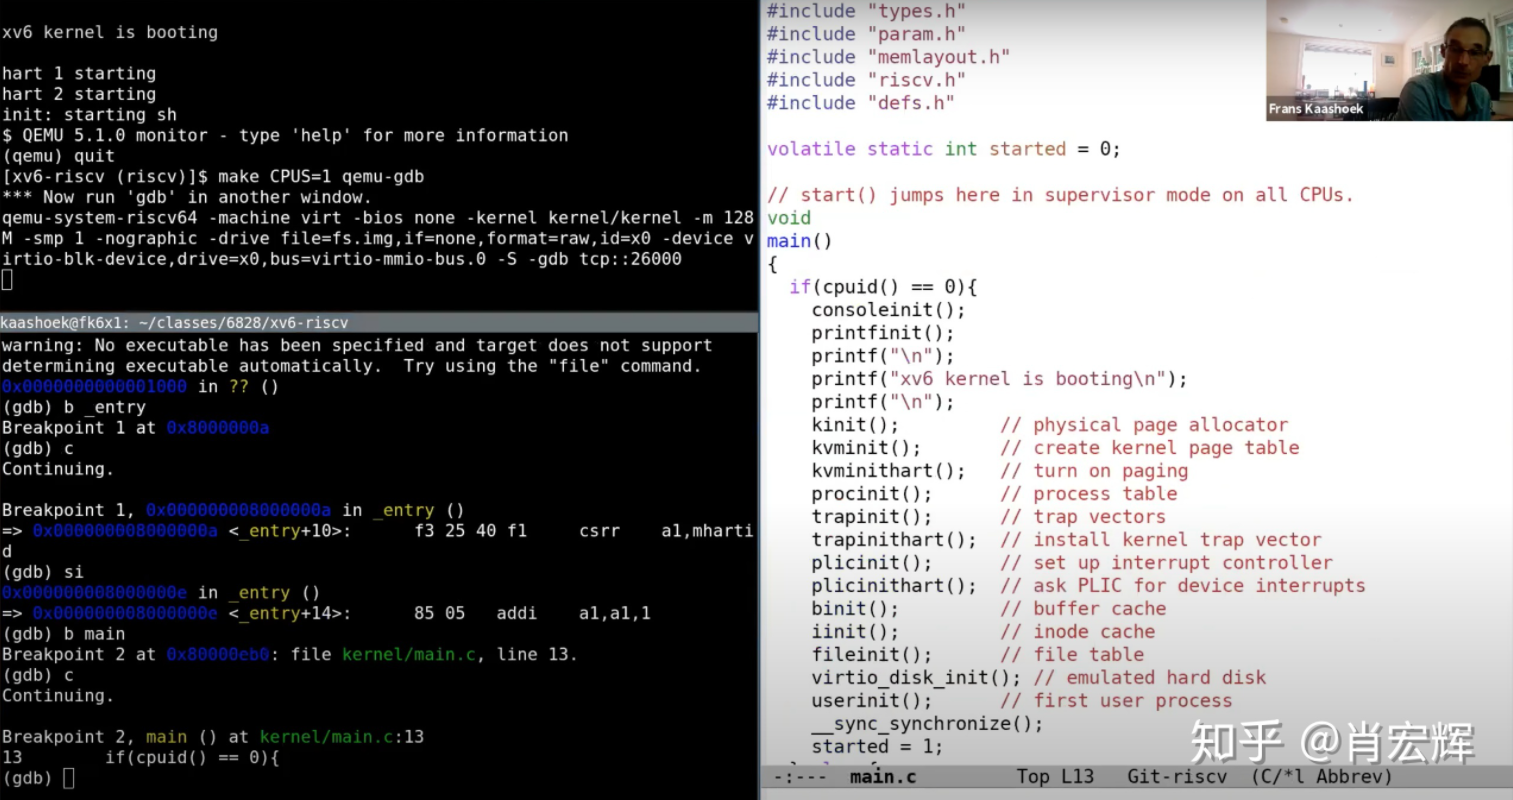 xv6 kernel is booting
hart 1 starting
hart 2 starting
init: starting sh
$ QEMU 5.1.0 monitor - type 'help' for more information
(qemu) quit
[xv6-riscv (riscv)]$ make CPUS=1 qemu-gdb
*** Now run 'gdb' in another window.
qemu-system-riscv64 -machine virt -bios none -kernel kernel/kernel -m 128
M -smp 1 -nographic -drive file=fs.img,if=none,format=raw,id=x0 -device v
irtio-blk-device,drive=x0,bus=virtio-mmio-bus.0 -S -gdb tcp::26000
kaashoek@fk6x1: ~/classes/6828/xv6-riscv
warning: No executable has been specified and target does not support
determining executable automatically.  Try using the "file" command.
0x0000000000001000 in ?? ()
(gdb) b _entry
Breakpoint 1 at 0x8000000a
(gdb) c
Continuing.
Breakpoint 1, 0x000000008000000a in _entry ()
=> 0x000000008000000a <_entry+10>:      f3 25 40 f1     csrr    a1,mharti
d
(gdb) si
0x000000008000000e in _entry ()
=> 0x000000008000000e <_entry+14>:      85 05   addi    a1,a1,1
(gdb) b main
Breakpoint 2 at 0x80000eb0: file kernel/main.c, line 13.
(gdb) c
Continuing.
Breakpoint 2, main () at kernel/main.c:13
13        if(cpuid() == 0){
(gdb)
#include "types.h"
#include "param.h"
#include "memlayout.h"
#include "riscv.h"
#include "defs.h"
volatile static int started = 0;
// start() jumps here in supervisor mode on all CPUs.
void
main()
{
  if(cpuid() == 0){
    consoleinit();
    printfinit();
    printf("\n");
    printf("xv6 kernel is booting\n");
    printf("\n");
    kinit();         // physical page allocator
    kvminit();       // create kernel page table
    kvminithart();   // turn on paging
    procinit();      // process table
    trapinit();      // trap vectors
    trapinithart();  // install kernel trap vector
    plicinit();      // set up interrupt controller
    plicinithart();  // ask PLIC for device interrupts
    binit();         // buffer cache
    iinit();         // inode cache
    fileinit();      // file table
    virtio_disk_init(); // emulated hard disk
    userinit();      // first user process
    __sync_synchronize();
    started = 1;
-:---  main.c         Top L13   Git-riscv  (C/*l Abbrev)
Frans Kaashoek
知乎 @肖宏辉